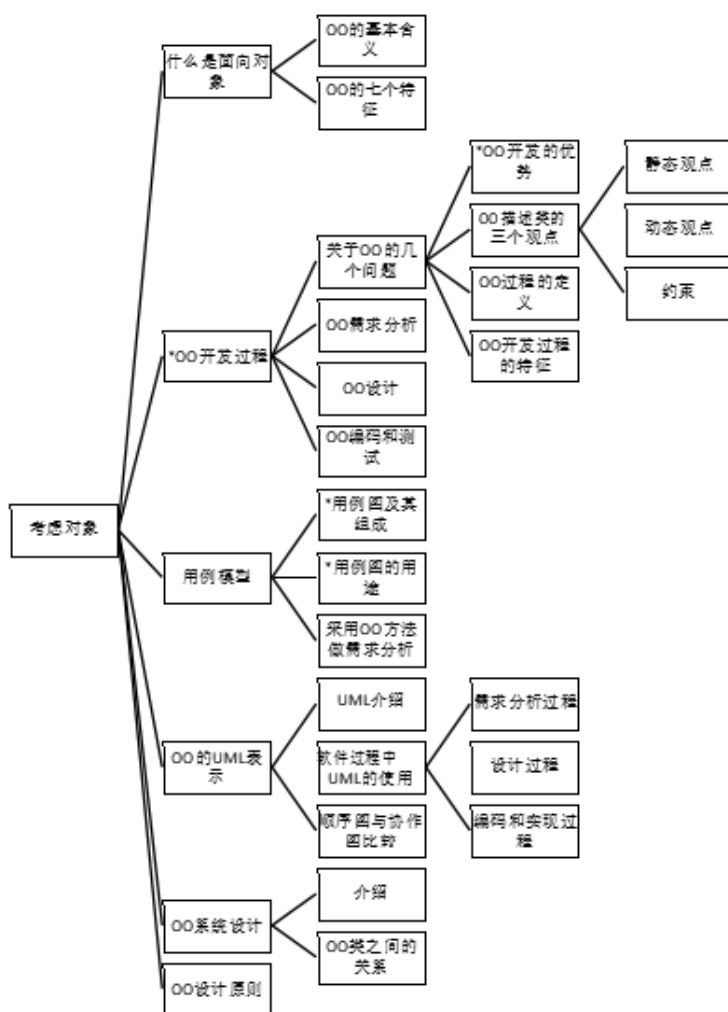 OO的基本含
义
什么是面向对
象
OO的七个特
征
*OO开发的优
势
静态观点
OO描述类的
三个观点
动态观点
关于OO的几
个问题
OO过程的定
义
约束
OO需求分析
*OO开发过程
OO开发过程
的特征
OO设计
OO编码和测
试
考虑对象
*用例图及其
组成
用例模型
*用例图的用
途
采用OO方法
做需求分析
UML介绍
需求分析过程
OO的UML表
示
软件过程中
UML的使用
设计过程
顺序图与协作
图比较
编码和实现过
程
介绍
OO系统设计
OO类之间的
关系
OO设计原则